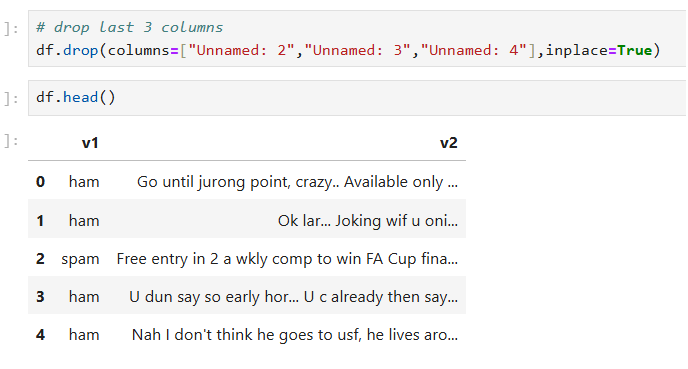 ]: # drop last 3 columns
df.drop(columns=["Unnamed: 2","Unnamed: 3","Unnamed: 4"],inplace=True)
]: df.head()
]: v1 v2
0 ham Go until jurong point, crazy.. Available only ...
1 ham Ok lar... Joking wif u oni...
2 spam Free entry in 2 a wkly comp to win FA Cup fina...
3 ham U dun say so early hor... U c already then say...
4 ham Nah I don't think he goes to usf, he lives aro...